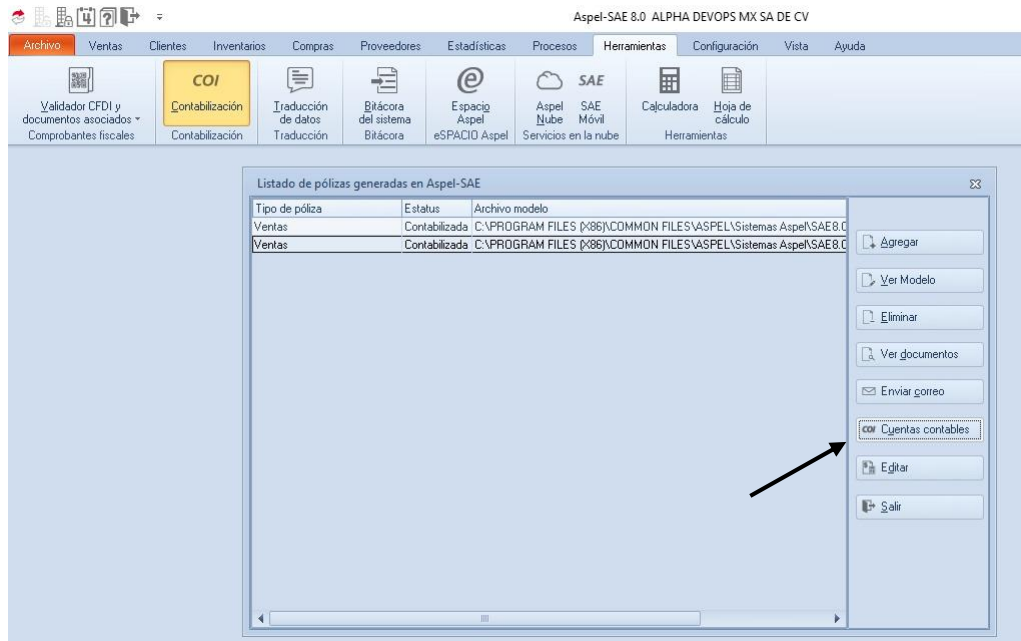 Aspel-SAE 8.0 ALPHA DEVOPS MX SA DE CV
Archivo Ventas Clientes Inventarios Compras Proveedores Estadísticas Procesos Herramientas Configuración Vista Ayuda
COI @ SAE
Validador CFDI y Contabilización Traducción Bitácora Espacio Aspel SAE Calculadora Hoja de
documentos asociados de datos del sistema Aspel Nube Móvil cálculo
Comprobantes fiscales Contabilización Traducción Bitácora eSPACIO Aspel Servicios en la nube Herramientas
Listado de pólizas generadas en Aspel-SAE
Tipo de póliza Estatus Archivo modelo
Ventas Contabilizada C:\PROGRAM FILES (X86)\COMMON FILES\ASPEL\Sistemas Aspel\SAE8.0
Ventas Contabilizada C:\PROGRAM FILES (X86)\COMMON FILES\ASPEL\Sistemas Aspel\SAE8.0
Agregar
Ver Modelo
Eliminar
Ver documentos
Enviar correo
COI Cuentas contables
Editar
Salir